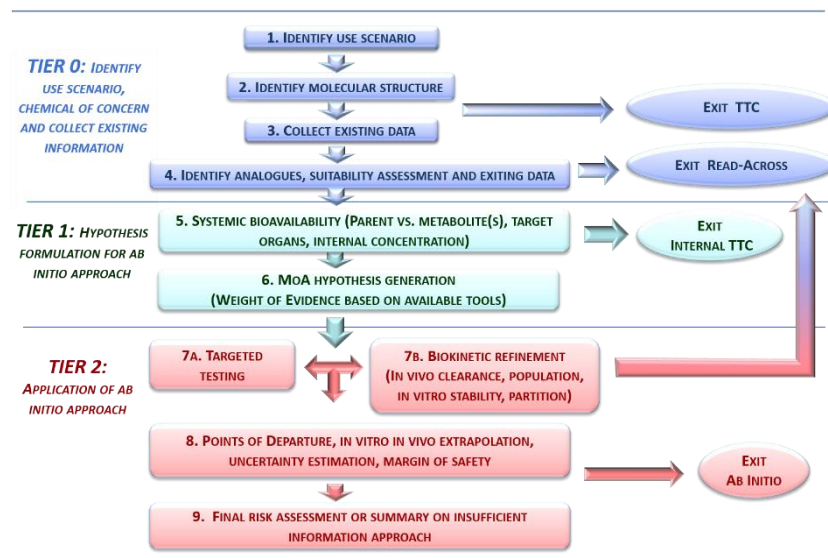 1. Identify use scenario
TIER 0: Identify
use scenario,
chemical of concern
and collect existing
information
2. Identify molecular structure
Exit TTC
3. Collect existing data
4. Identify analogues, suitability assessment and exiting data
Exit Read-Across
TIER 1: Hypothesis
formulation for ab
initio approach
5. Systemic bioavailability (Parent vs. metabolite(s), target
organs, internal concentration)
Exit
Internal TTC
6. MoA hypothesis generation
(Weight of Evidence based on available tools)
TIER 2:
Application of ab
initio approach
7a. Targeted
testing
7b. Biokinetic refinement
(In vivo clearance, population,
in vitro stability, partition)
8. Points of Departure, in vitro in vivo extrapolation,
uncertainty estimation, margin of safety
Exit
Ab Initio
9. Final risk assessment or summary on insufficient
information approach